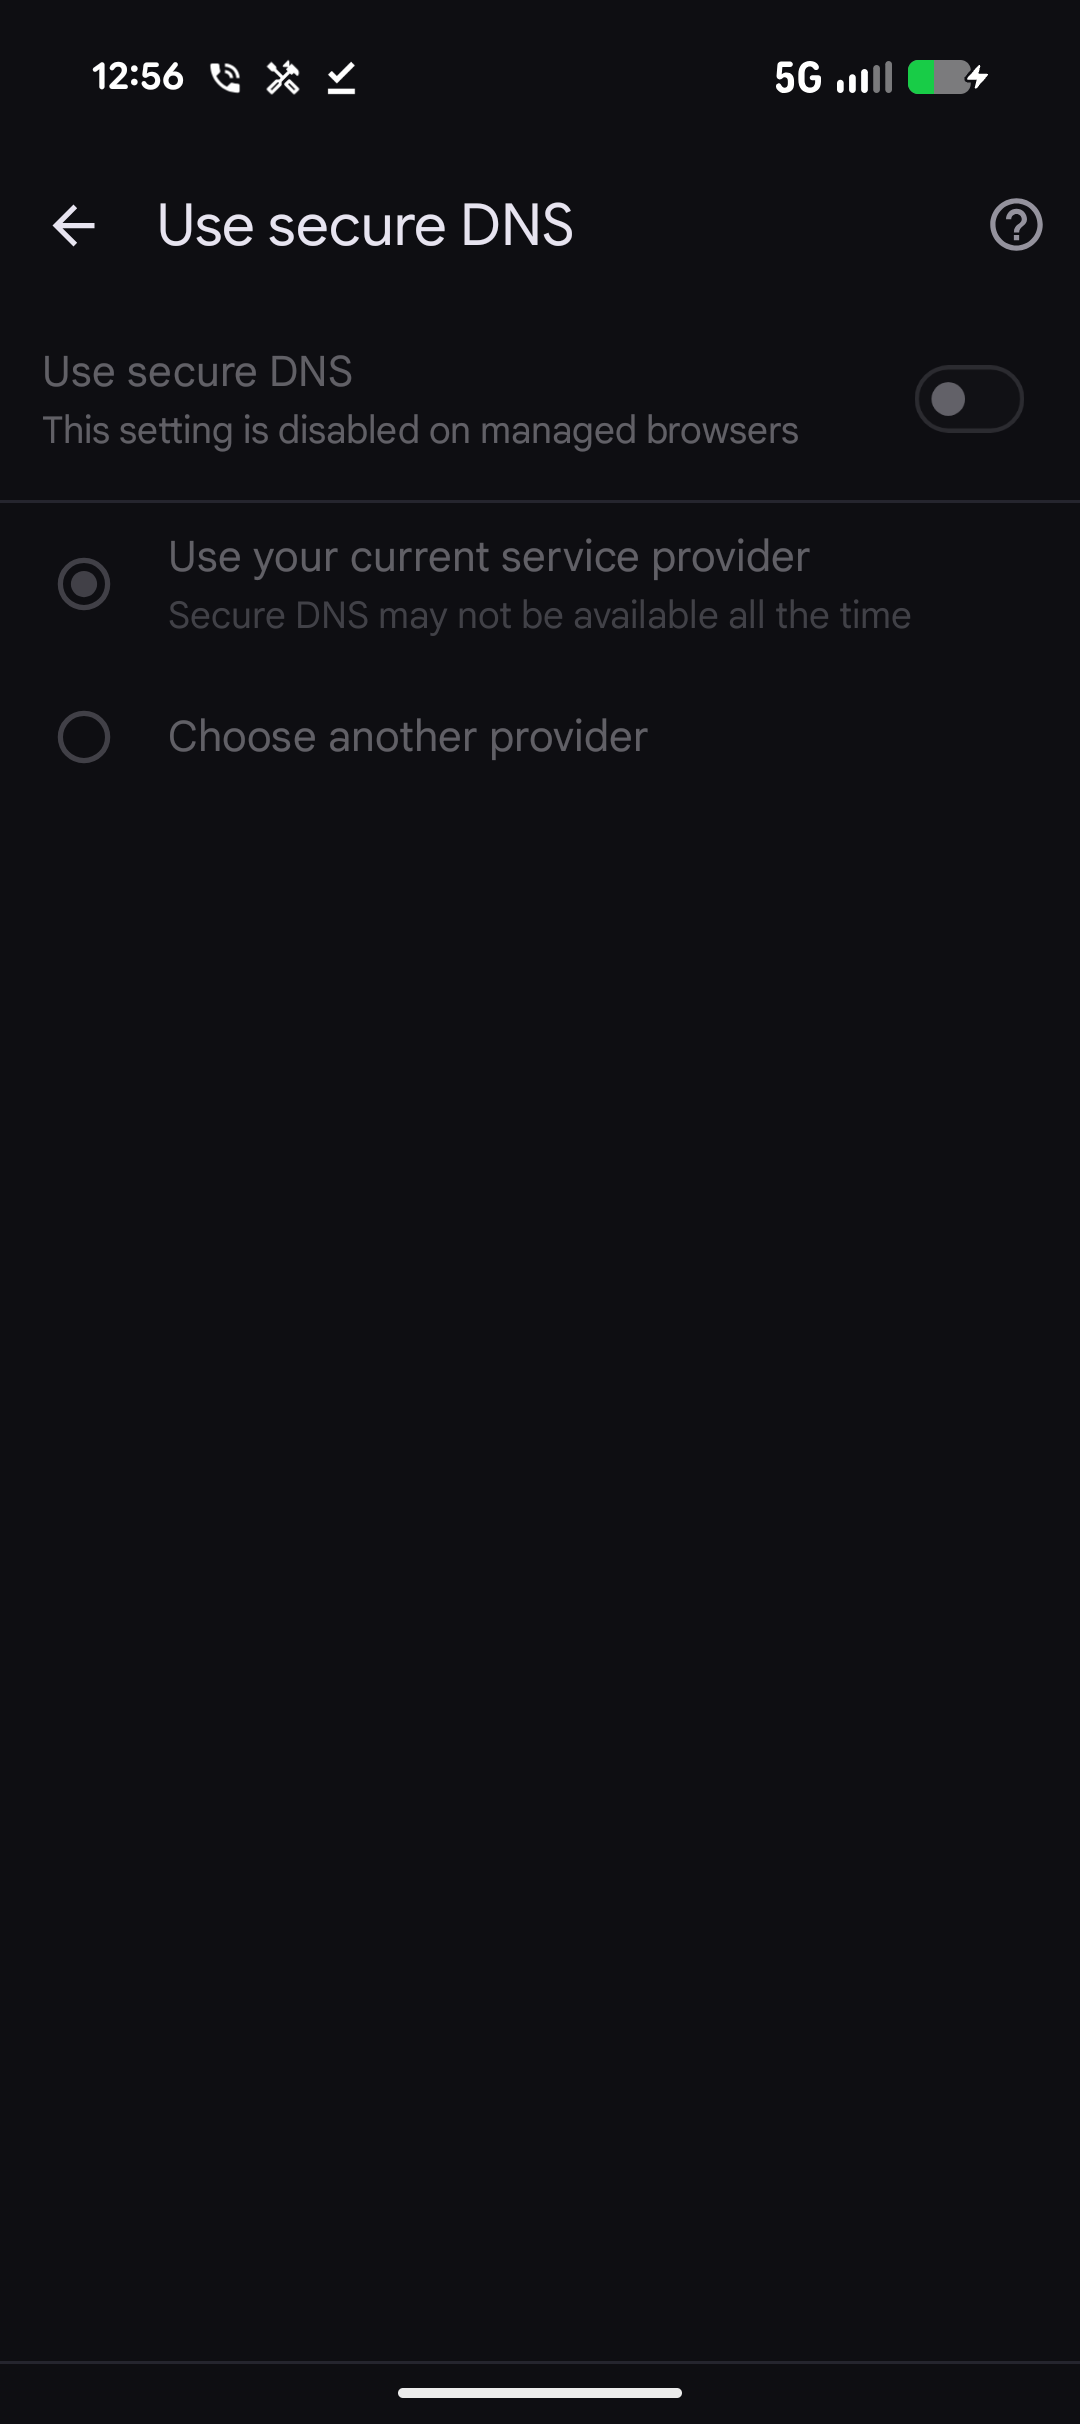 12:56
5G
Use secure DNS
Use secure DNS
This setting is disabled on managed browsers
Use your current service provider
Secure DNS may not be available all the time
Choose another provider